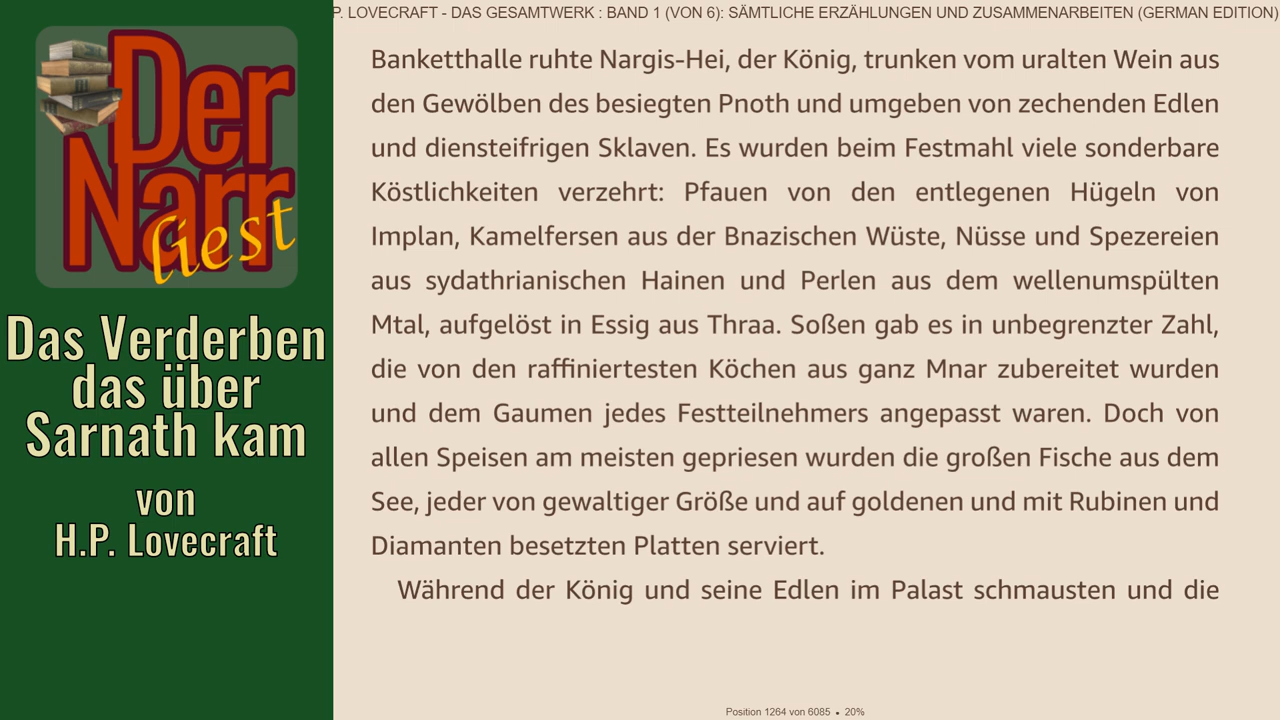 Der
Narr
liest
Das Verderben
das über
Sarnath kam
von
H.P. Lovecraft
P. LOVECRAFT - DAS GESAMTWERK : BAND 1 (VON 6): SÄMTLICHE ERZÄHLUNGEN UND ZUSAMMENARBEITEN (GERMAN EDITION)
Banketthalle ruhte Nargis-Hei, der König, trunken vom uralten Wein aus
den Gewölben des besiegten Pnoth und umgeben von zechenden Edlen
und diensteifrigen Sklaven. Es wurden beim Festmahl viele sonderbare
Köstlichkeiten verzehrt: Pfauen von den entlegenen Hügeln von
Implan, Kamelfersen aus der Bnazischen Wüste, Nüsse und Spezereien
aus sydathrianischen Hainen und Perlen aus dem wellenumspülten
Mtal, aufgelöst in Essig aus Thraa. Soßen gab es in unbegrenzter Zahl,
die von den raffiniertesten Köchen aus ganz Mnar zubereitet wurden
und dem Gaumen jedes Festteilnehmers angepasst waren. Doch von
allen Speisen am meisten gepriesen wurden die großen Fische aus dem
See, jeder von gewaltiger Größe und auf goldenen und mit Rubinen und
Diamanten besetzten Platten serviert.
Während der König und seine Edlen im Palast schmausten und die
Position 1264 von 6085 • 20%